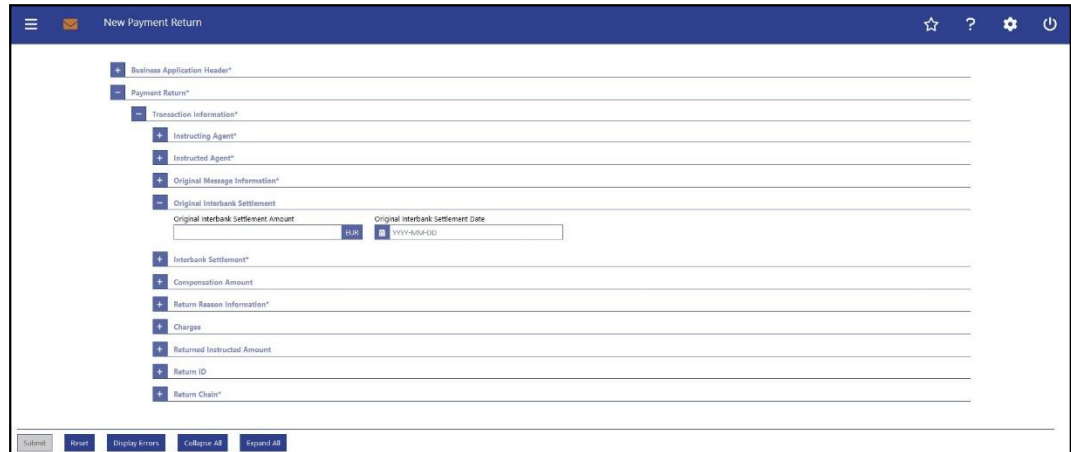 New Payment Return ?
+ Business Application Header*
− Payment Return*
− Transaction Information*
+ Instructing Agent*
+ Instructed Agent*
+ Original Message Information*
− Original Interbank Settlement
Original Interbank Settlement Amount Original Interbank Settlement Date
EUR YYYY-MM-DD
+ Interbank Settlement*
+ Compensation Amount
+ Return Reason Information*
+ Charges
+ Returned Instructed Amount
+ Return ID
+ Return Chain*
Submit Reset Display Errors Collapse All Expand All